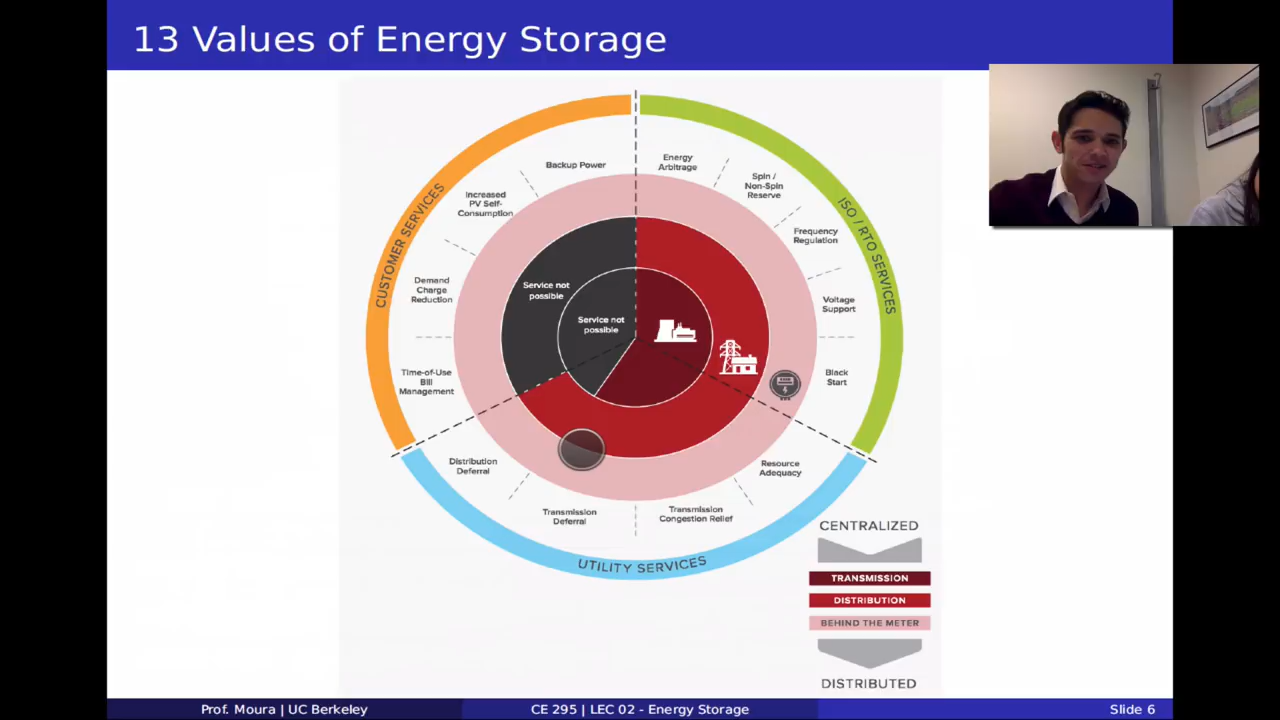 13 Values of Energy Storage
CUSTOMER SERVICES
ISO / RTO SERVICES
UTILITY SERVICES
Backup Power
Increased
PV Self-
Consumption
Demand
Charge
Reduction
Time-of-Use
Bill
Management
Energy
Arbitrage
Spin /
Non-Spin
Reserve
Frequency
Regulation
Voltage
Support
Black
Start
Service not
possible
Service not
possible
Distribution
Deferral
Transmission
Deferral
Transmission
Congestion Relief
Resource
Adequacy
CENTRALIZED
TRANSMISSION
DISTRIBUTION
BEHIND THE METER
DISTRIBUTED
Prof. Moura | UC Berkeley
CE 295 | LEC 02 - Energy Storage
Slide 6